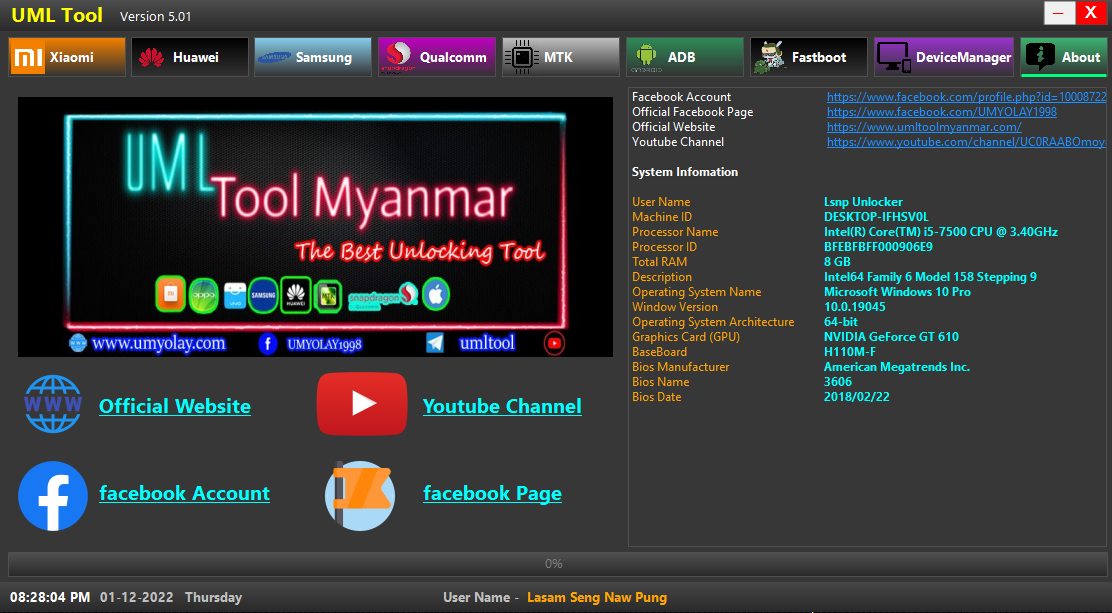 UML Tool Version 5.01
– X
Xiaomi
Huawei
SAMSUNG Samsung
snapdragon Qualcomm
MTK
ANDROID ADB
Fastboot
DeviceManager
About
UML
Tool Myanmar
The Best Unlocking Tool
oppo
vivo
SAMSUNG
HUAWEI
MTK
snapdragon
www.umyolay.com
UMYOLAY1998
umltool
WWW
Official Website
Youtube Channel
facebook Account
facebook Page
Facebook Account https://www.facebook.com/profile.php?id=10008722
Official Facebook Page https://www.facebook.com/UMYOLAY1998
Official Website https://www.umltoolmyanmar.com/
Youtube Channel https://www.youtube.com/channel/UC0RAABOmoy
System Infomation
User Name Lsnp Unlocker
Machine ID DESKTOP-IFHSV0L
Processor Name Intel(R) Core(TM) i5-7500 CPU @ 3.40GHz
Processor ID BFEBFBFF000906E9
Total RAM 8 GB
Description Intel64 Family 6 Model 158 Stepping 9
Operating System Name Microsoft Windows 10 Pro
Window Version 10.0.19045
Operating System Architecture 64-bit
Graphics Card (GPU) NVIDIA GeForce GT 610
BaseBoard H110M-F
Bios Manufacturer American Megatrends Inc.
Bios Name 3606
Bios Date 2018/02/22
0%
08:28:04 PM 01-12-2022 Thursday
User Name - Lasam Seng Naw Pung